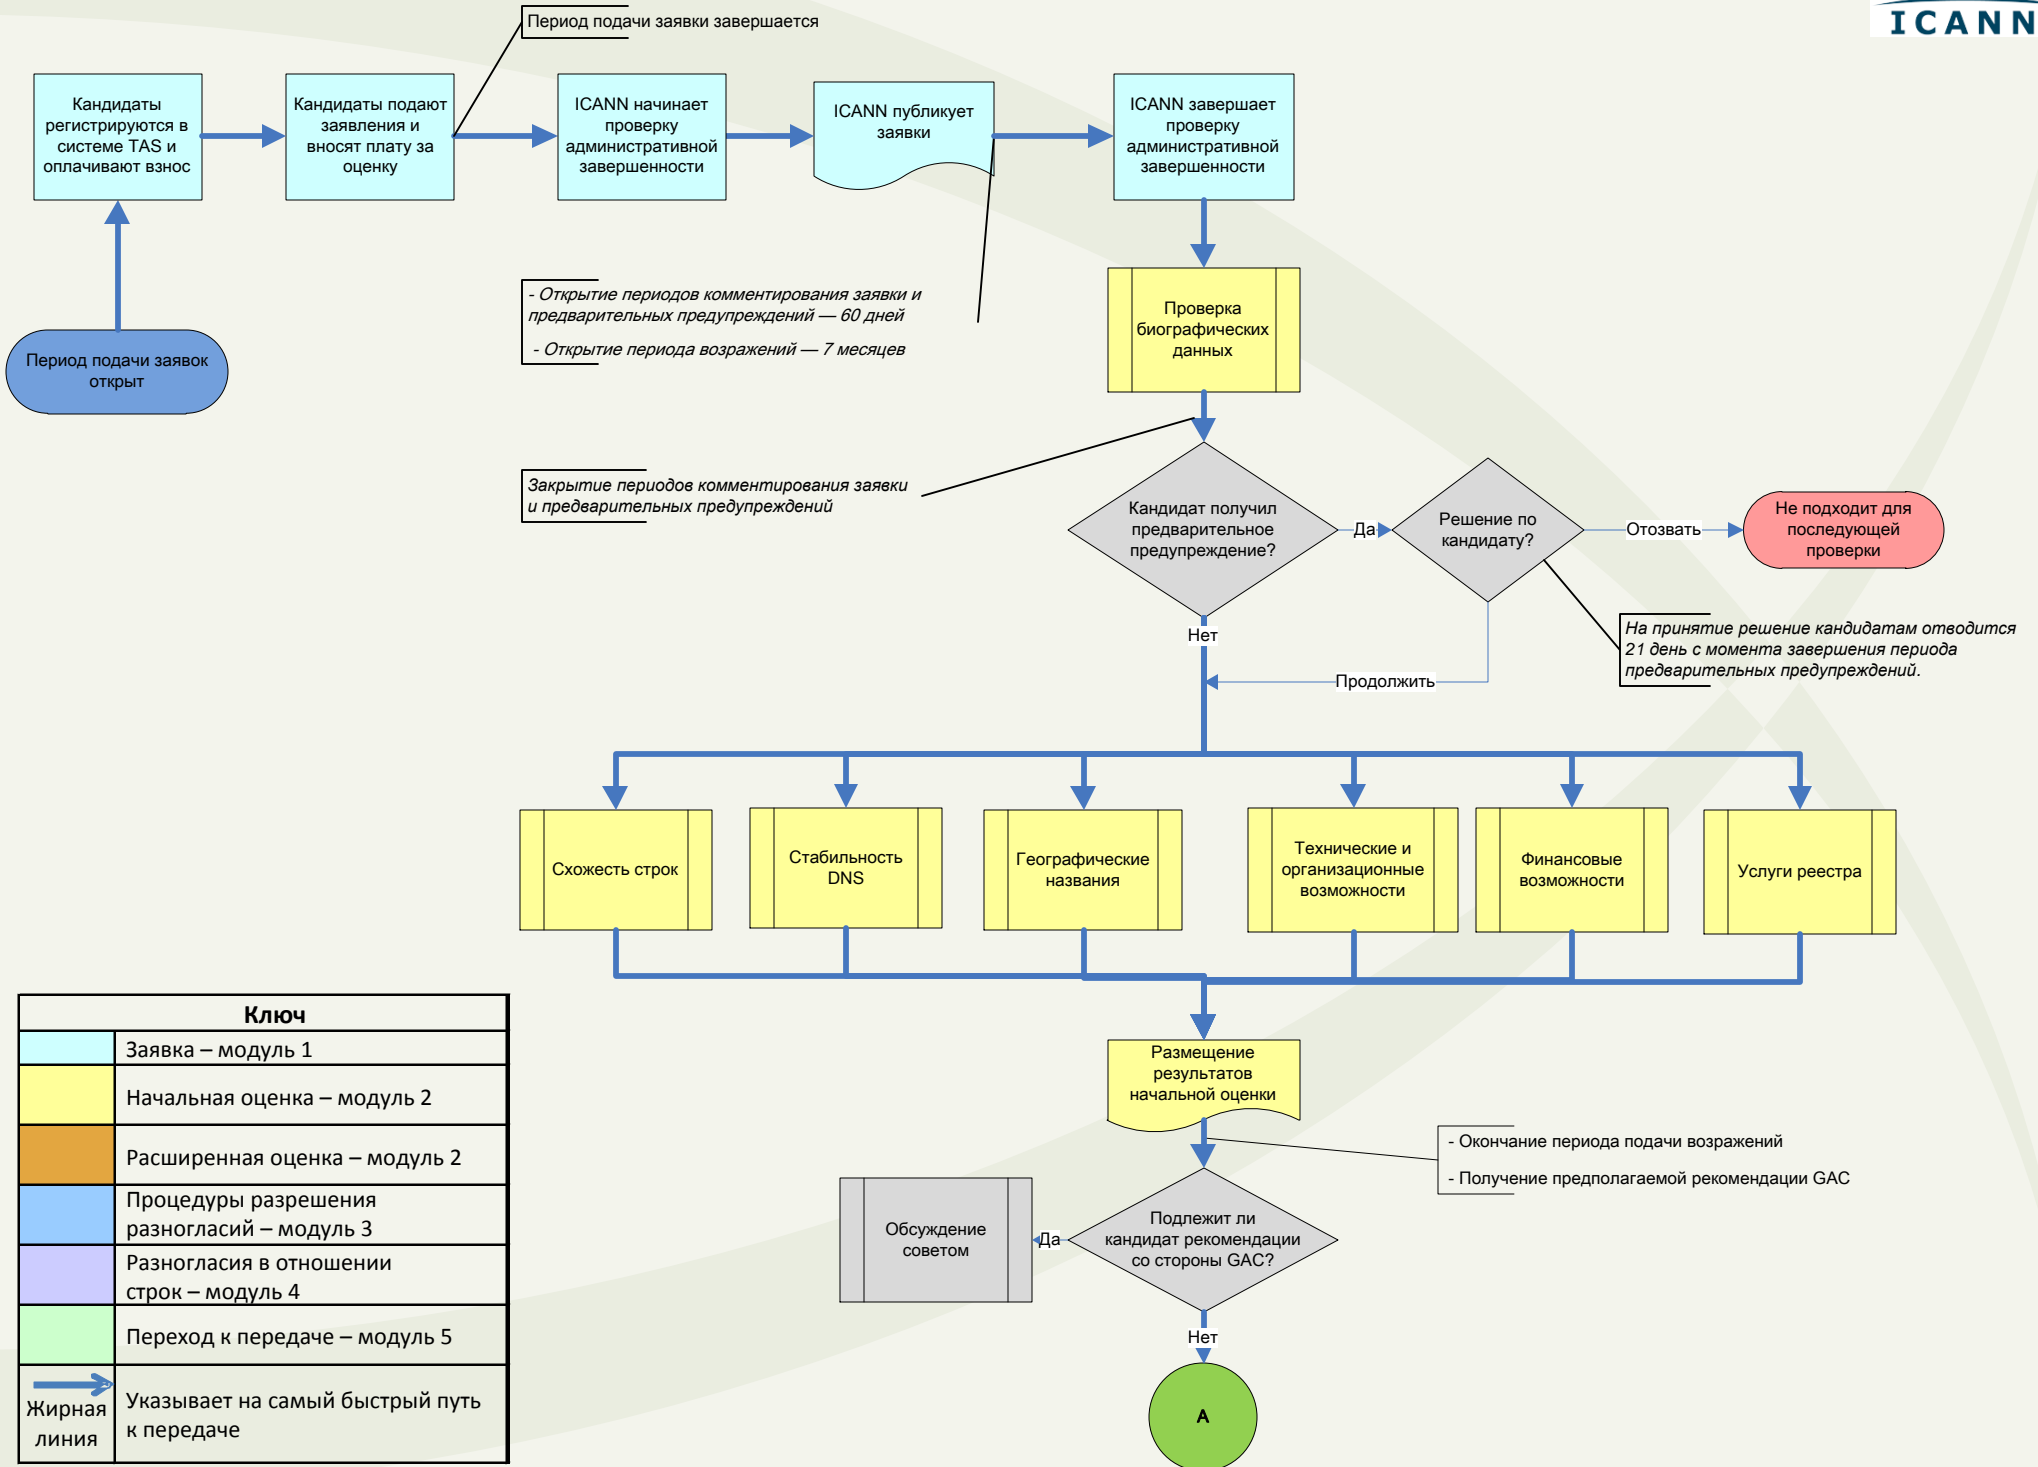 Период подачи заявки завершается
ICANN
Кандидаты
регистрируются в
системе TAS и
оплачивают взнос
Кандидаты подают
заявления и
вносят плату за
оценку
ICANN начинает
проверку
административной
завершенности
ICANN публикует
заявки
ICANN завершает
проверку
административной
завершенности
Период подачи заявок
открыт
- Открытие периодов комментирования заявки и
предварительных предупреждений — 60 дней
- Открытие периода возражений — 7 месяцев
Проверка
биографических
данных
Закрытие периодов комментирования заявки
и предварительных предупреждений
Кандидат получил
предварительное
предупреждение?
Да
Решение по
кандидату?
Отозвать
Не подходит для
последующей
проверки
Нет
Продолжить
На принятие решение кандидатам отводится
21 день с момента завершения периода
предварительных предупреждений.
Схожесть строк
Стабильность
DNS
Географические
названия
Технические и
организационные
возможности
Финансовые
возможности
Услуги реестра
Размещение
результатов
начальной оценки
- Окончание периода подачи возражений
- Получение предполагаемой рекомендации GAC
Обсуждение
советом
Да
Подлежит ли
кандидат рекомендации
со стороны GAC?
Нет
A
Ключ
Заявка – модуль 1
Начальная оценка – модуль 2
Расширенная оценка – модуль 2
Процедуры разрешения
разногласий – модуль 3
Разногласия в отношении
строк – модуль 4
Переход к передаче – модуль 5
Жирная
линия
Указывает на самый быстрый путь
к передаче